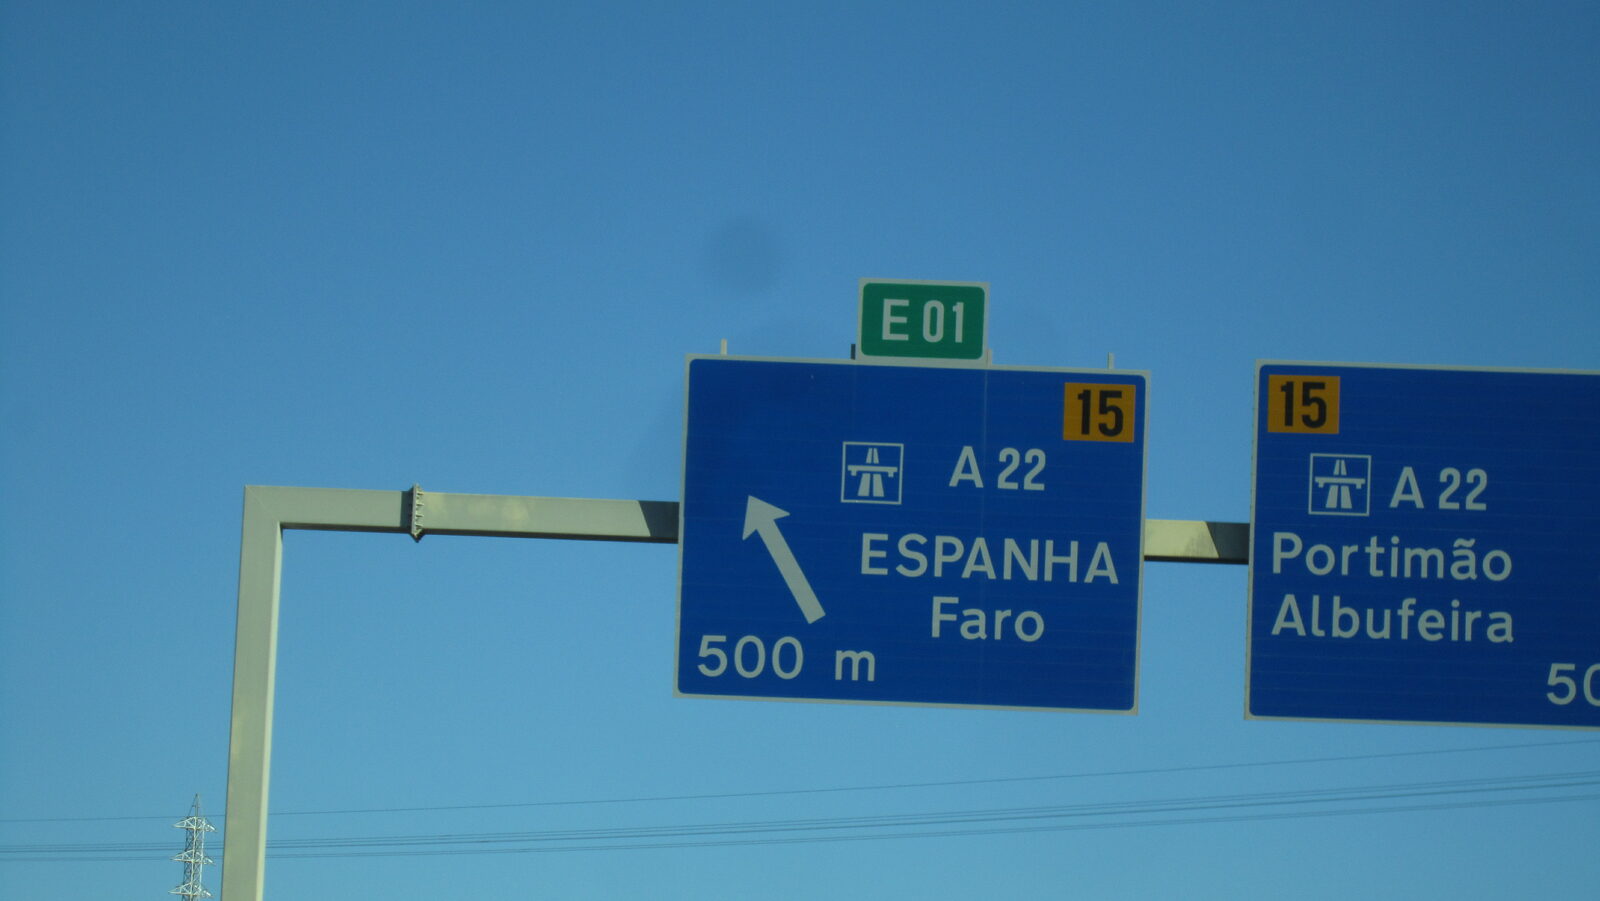 E 01
15
A 22
ESPANHA
Faro
500 m
15
A 22
Portimão
Albufeira